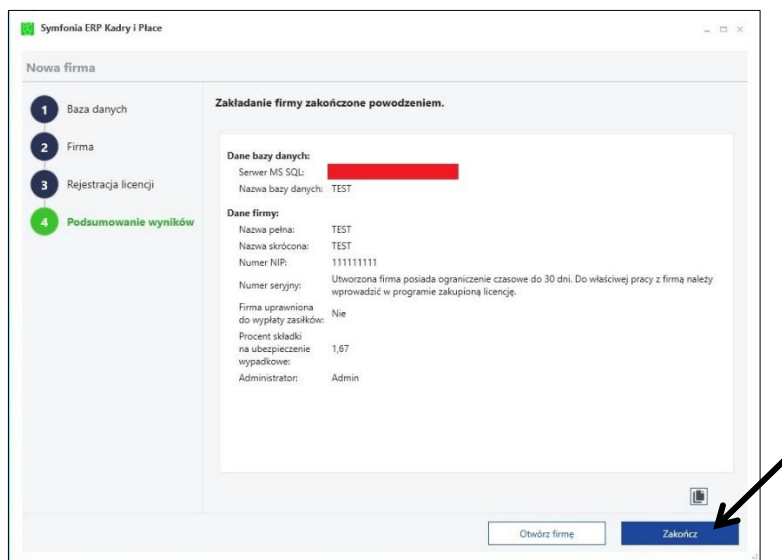 Symfonia ERP Kadry i Płace
Nowa firma
1 Baza danych
2 Firma
3 Rejestracja licencji
4 Podsumowanie wyników
Zakładanie firmy zakończone powodzeniem.
Dane bazy danych:
Serwer MS SQL:
Nazwa bazy danych: TEST
Dane firmy:
Nazwa pełna: TEST
Nazwa skrócona: TEST
Numer NIP: 111111111
Numer seryjny: Utworzona firma posiada ograniczenie czasowe do 30 dni. Do właściwej pracy z firmą należy
wprowadzić w programie zakupioną licencję.
Firma uprawniona
do wypłaty zasiłków: Nie
Procent składki
na ubezpieczenie 1,67
wypadkowe:
Administrator: Admin
Otwórz firmę
Zakończ